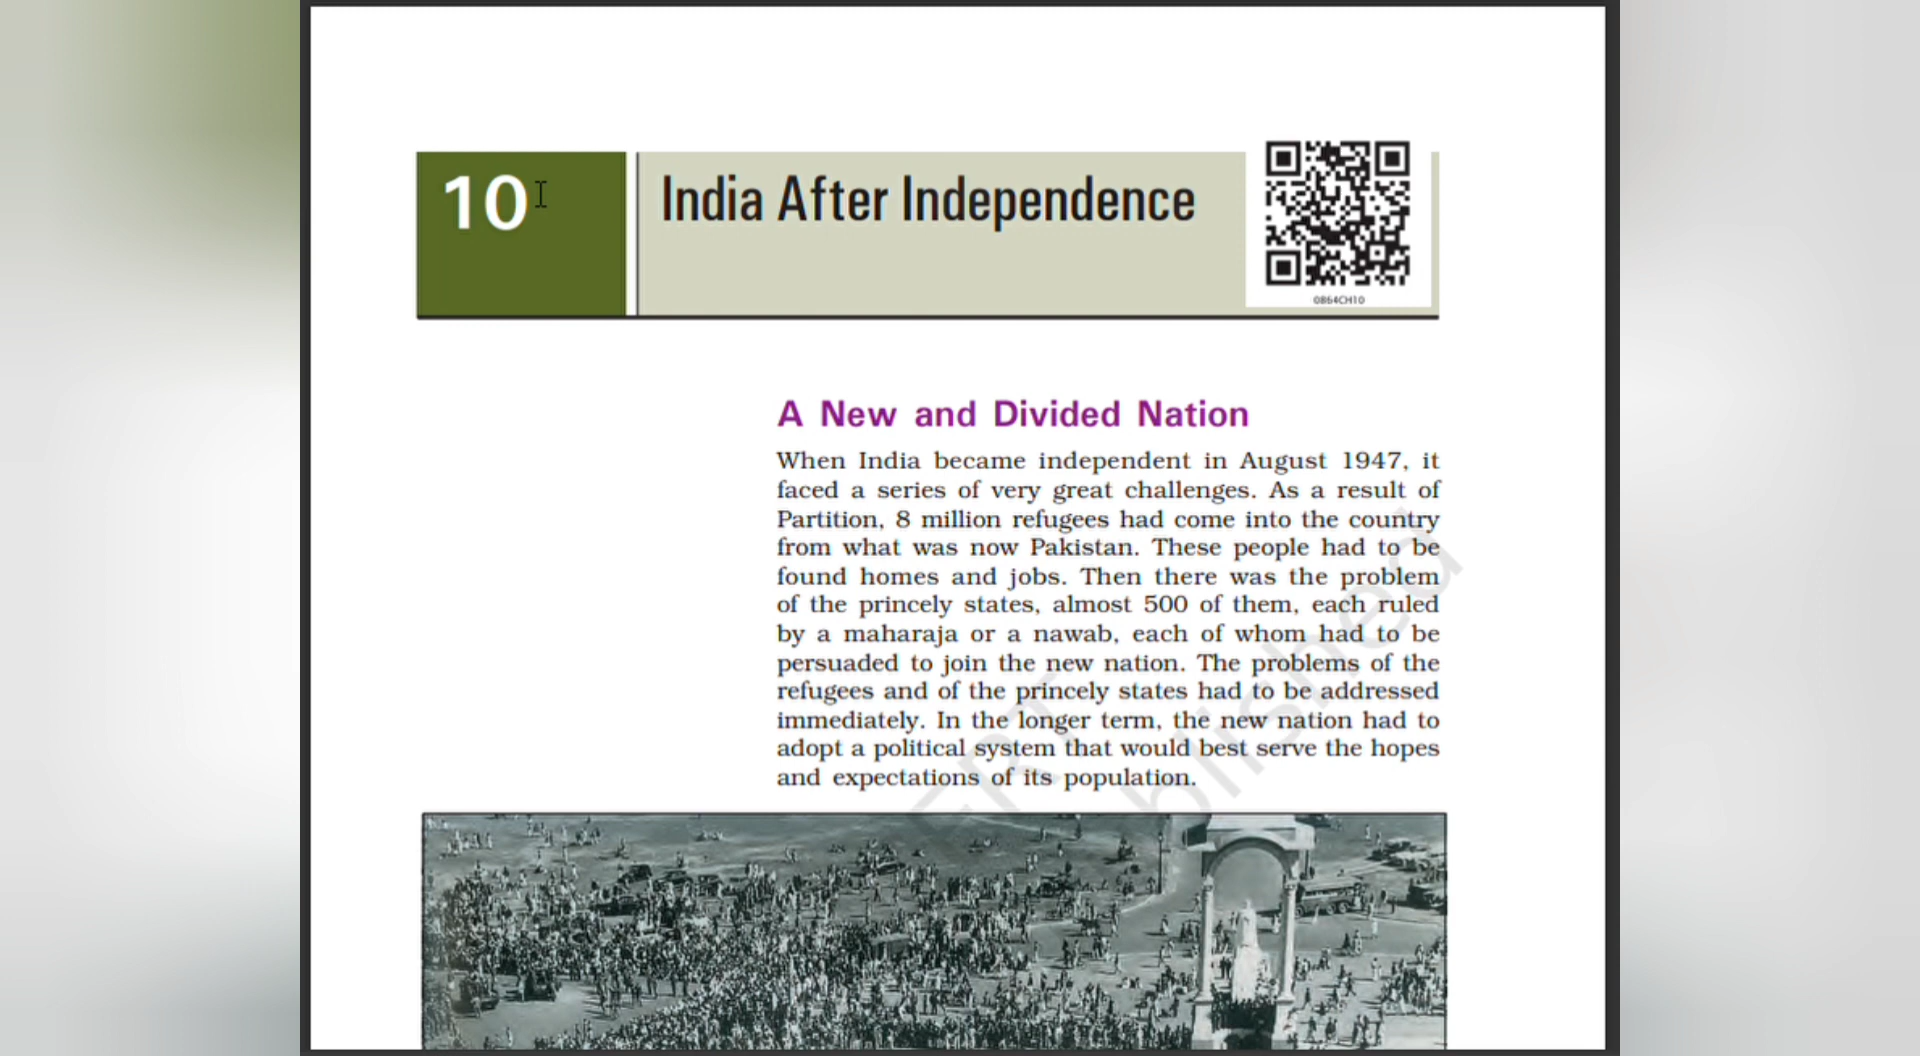 10
India After Independence
0864CH10
A New and Divided Nation
When India became independent in August 1947, it
faced a series of very great challenges. As a result of
Partition, 8 million refugees had come into the country
from what was now Pakistan. These people had to be
found homes and jobs. Then there was the problem
of the princely states, almost 500 of them, each ruled
by a maharaja or a nawab, each of whom had to be
persuaded to join the new nation. The problems of the
refugees and of the princely states had to be addressed
immediately. In the longer term, the new nation had to
adopt a political system that would best serve the hopes
and expectations of its population.